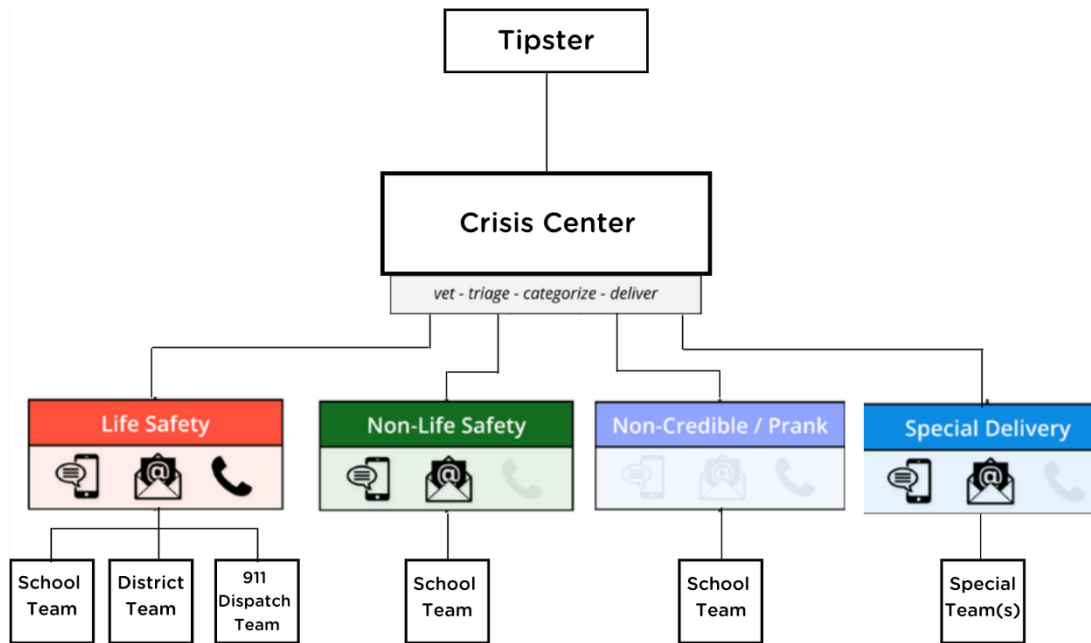 Tipster
Crisis Center
vet - triage - categorize - deliver
Life Safety
Non-Life Safety
Non-Credible / Prank
Special Delivery
@
@
@
@
School
Team
District
Team
911
Dispatch
Team
School
Team
School
Team
Special
Team(s)